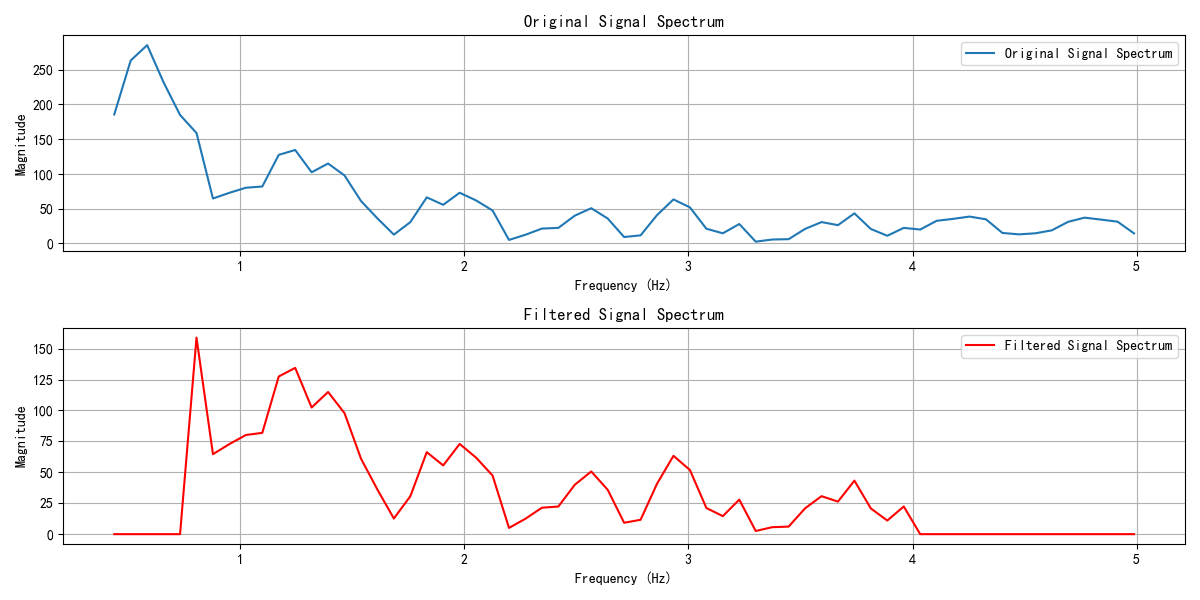 Original Signal Spectrum
Original Signal Spectrum
Magnitude
250
200
150
100
50
0
1 2 3 4 5
Frequency (Hz)
Filtered Signal Spectrum
Filtered Signal Spectrum
Magnitude
150
125
100
75
50
25
0
1 2 3 4 5
Frequency (Hz)